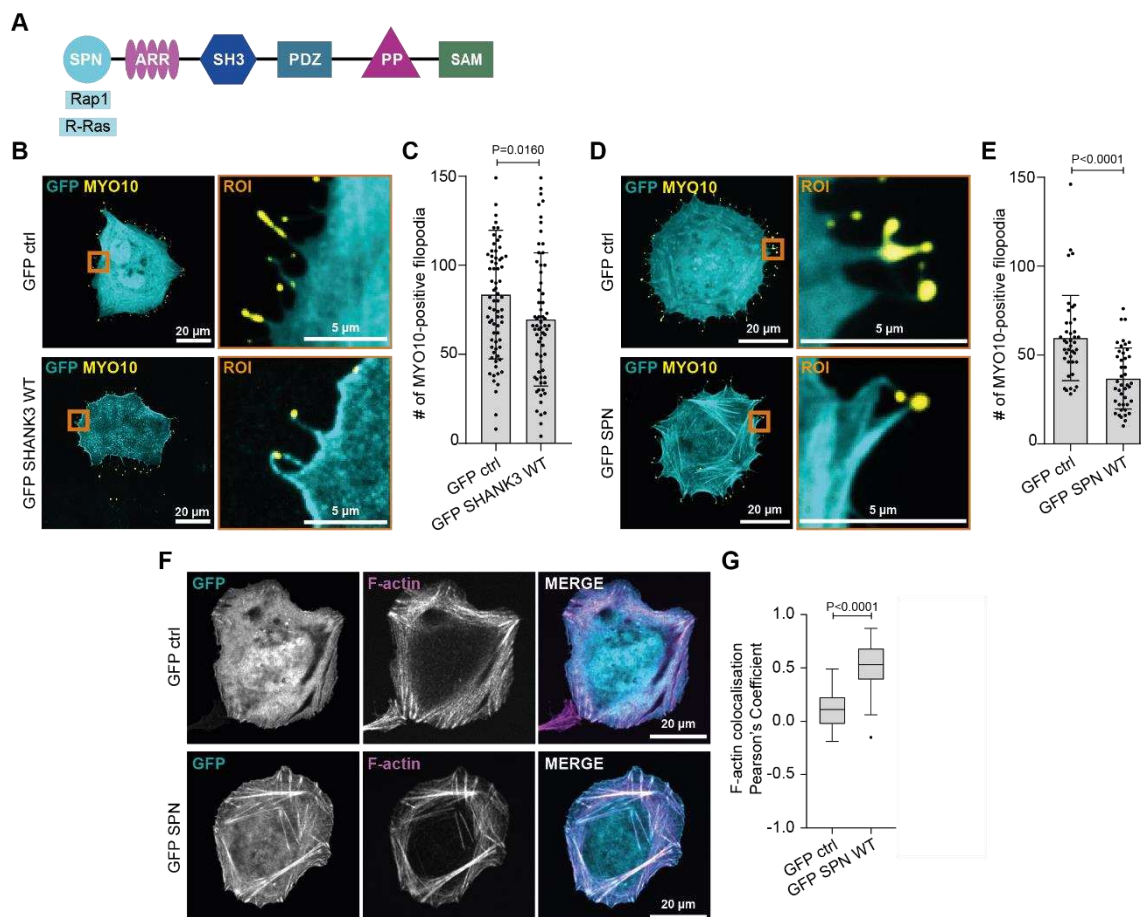 A
SPN ARR SH3 PDZ PP SAM
Rap1
R-Ras
B
GFP ctrl
GFP MYO10
20 µm
ROI
5 µm
GFP SHANK3 WT
GFP MYO10
20 µm
ROI
5 µm
C
P=0.0160
# of MYO10-positive filopodia
150
100
50
0
GFP ctrl
GFP SHANK3 WT
D
GFP ctrl
GFP MYO10
20 µm
ROI
5 µm
GFP SPN
GFP MYO10
20 µm
ROI
5 µm
E
P<0.0001
# of MYO10-positive filopodia
150
100
50
0
GFP ctrl
GFP SPN WT
F
GFP ctrl
GFP
F-actin
MERGE
20 µm
GFP SPN
GFP
F-actin
MERGE
20 µm
G
P<0.0001
F-actin colocalisation
Pearson's Coefficient
1.0
0.5
0.0
-0.5
-1.0
GFP ctrl
GFP SPN WT